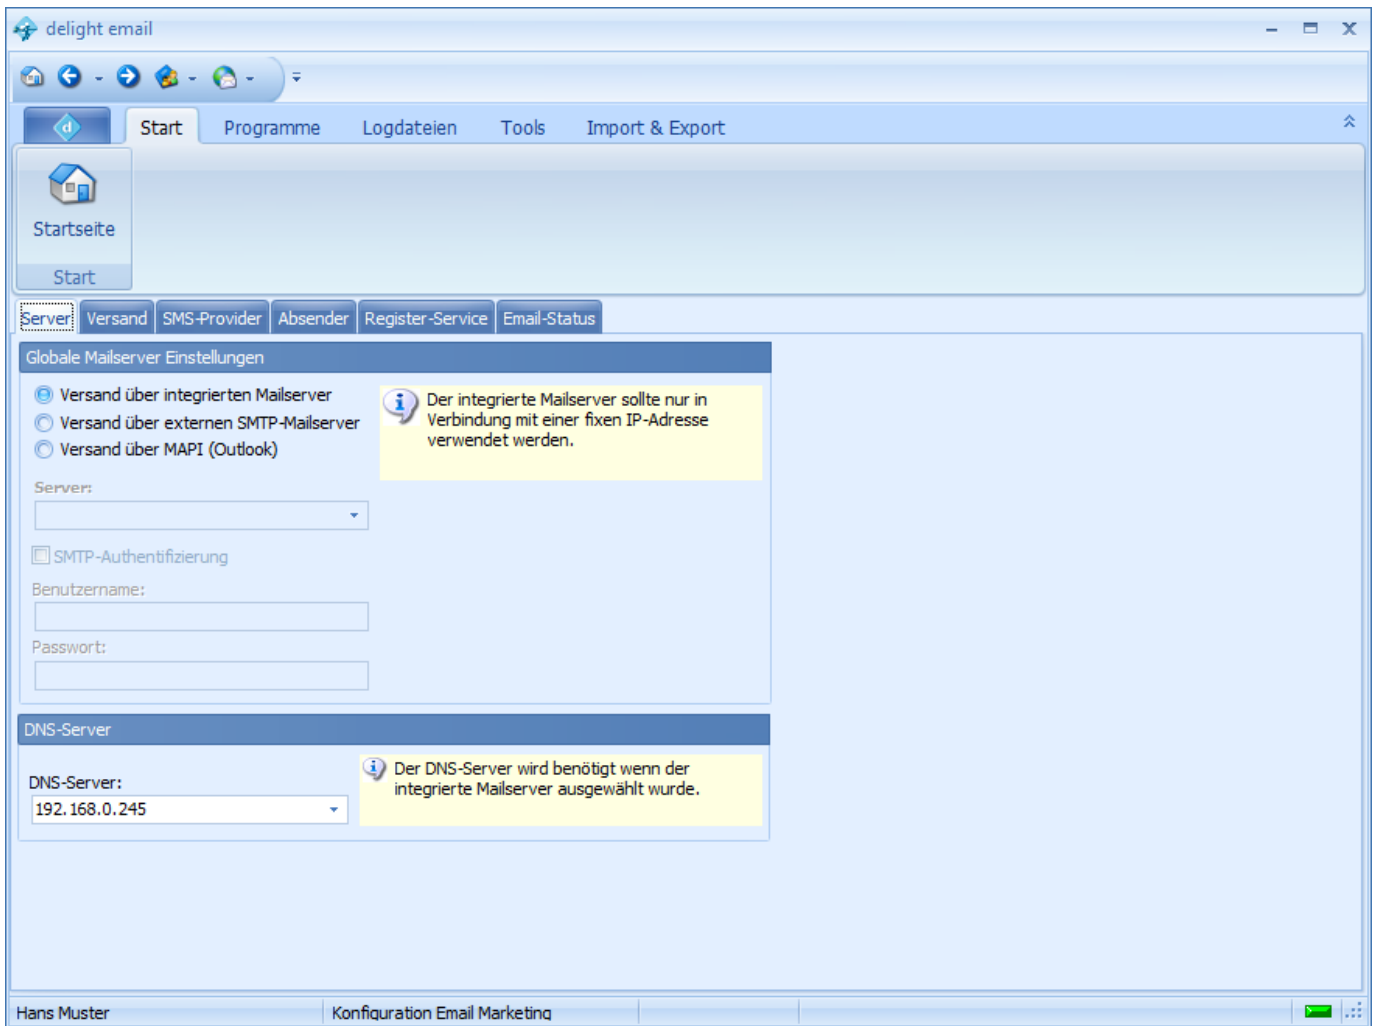 delight email
Start Programme Logdateien Tools Import & Export
Startseite
Start
Server Versand SMS-Provider Absender Register-Service Email-Status
Globale Mailserver Einstellungen
Versand über integrierten Mailserver
Versand über externen SMTP-Mailserver
Versand über MAPI (Outlook)
Der integrierte Mailserver sollte nur in
Verbindung mit einer fixen IP-Adresse
verwendet werden.
Server:
SMTP-Authentifizierung
Benutzername:
Passwort:
DNS-Server
DNS-Server:
192.168.0.245
Der DNS-Server wird benötigt wenn der
integrierte Mailserver ausgewählt wurde.
Hans Muster Konfiguration Email Marketing